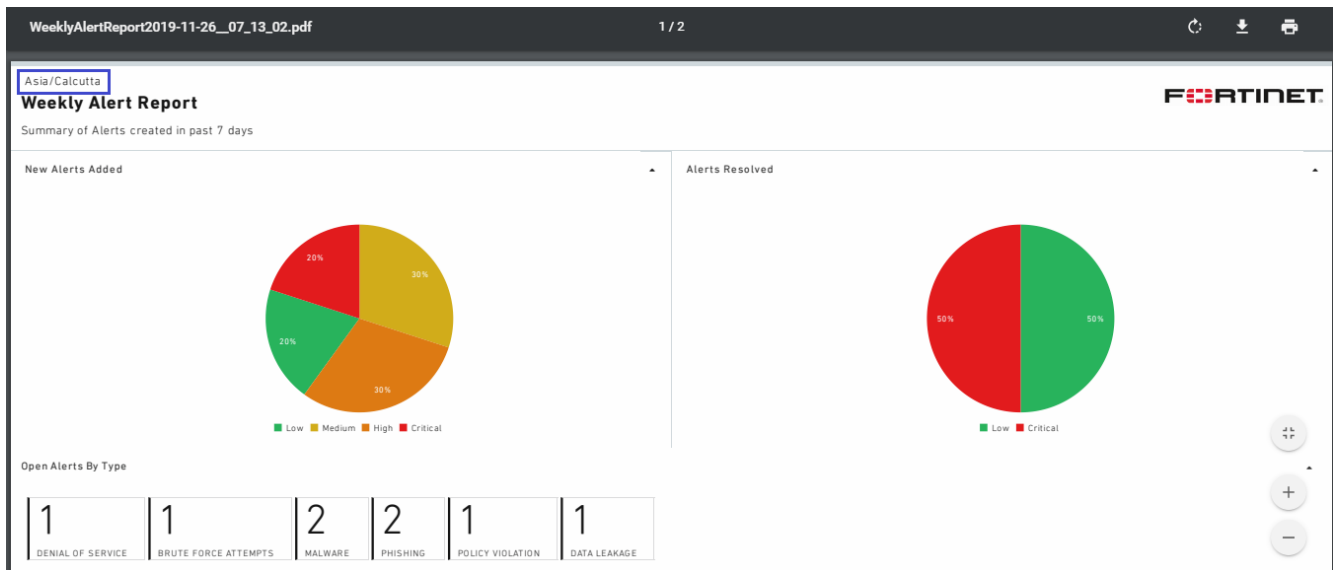 WeeklyAlertReport2019-11-26__07_13_02.pdf 1 / 2
Asia/Calcutta
Weekly Alert Report
FORTINET
Summary of Alerts created in past 7 days
New Alerts Added
20%
30%
20%
30%
Low Medium High Critical
Alerts Resolved
50% 50%
Low Critical
Open Alerts By Type
1 1 2 2 1 1
DENIAL OF SERVICE BRUTE FORCE ATTEMPTS MALWARE PHISHING POLICY VIOLATION DATA LEAKAGE